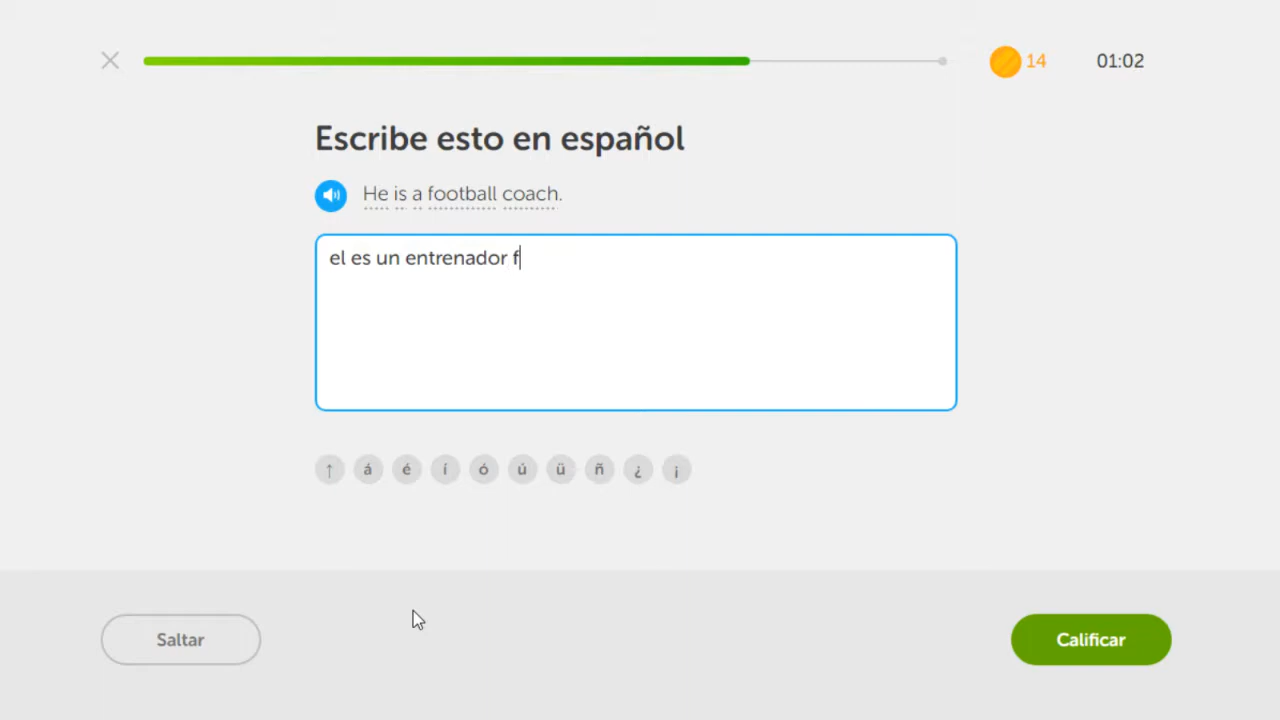 14
01:02
Escribe esto en español
He is a football coach.
el es un entrenador f
↑ á é í ó ú ü ñ ¿ ¡
Saltar
Calificar